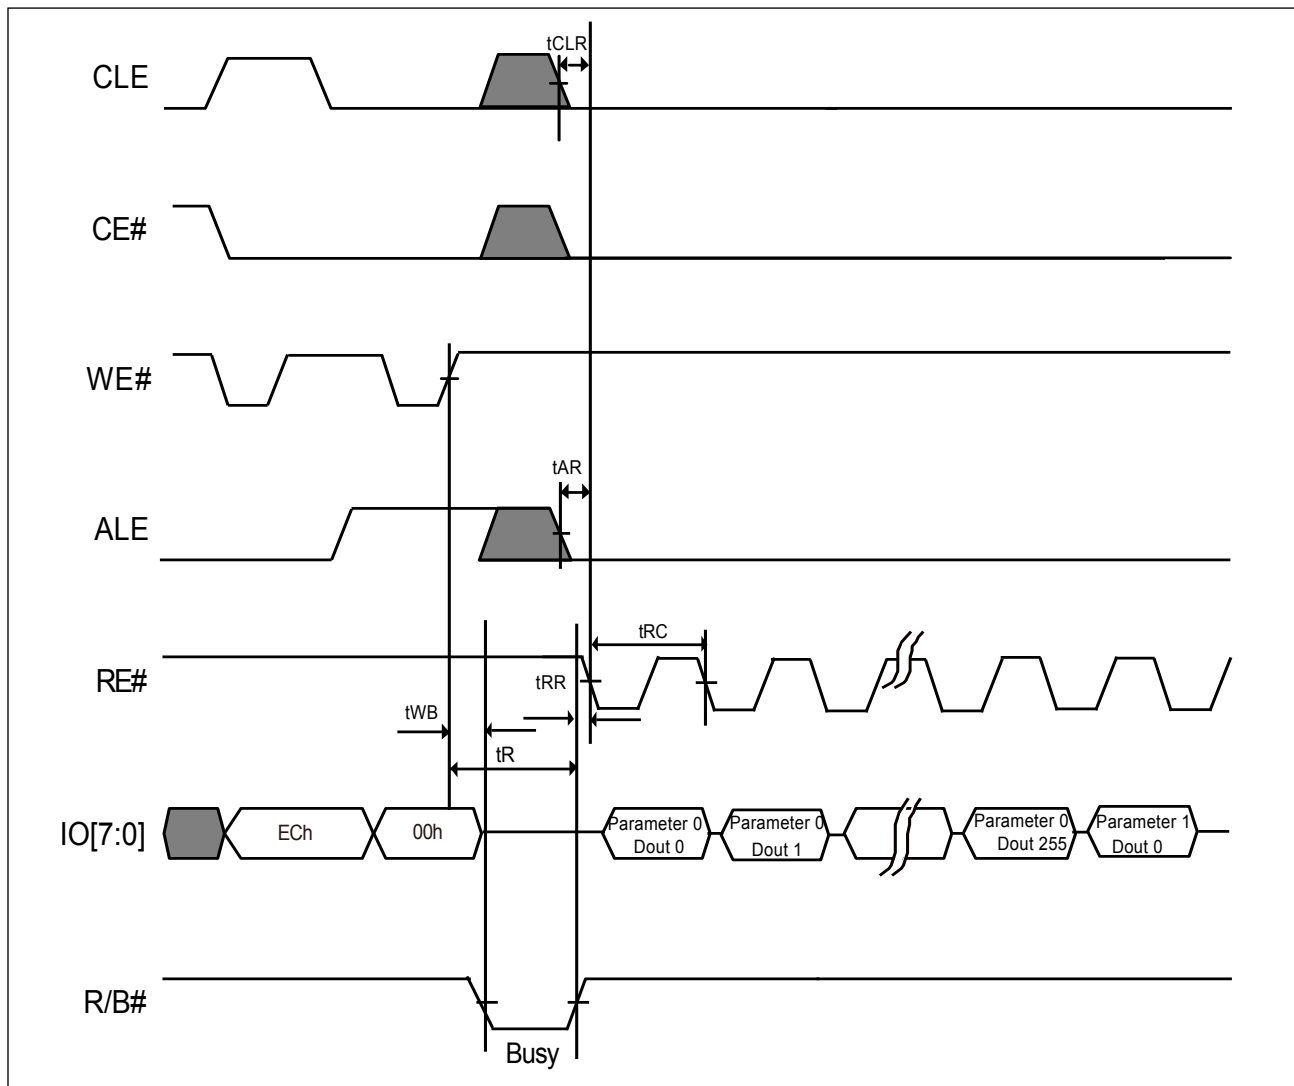 tCLR
CLE
CE#
WE#
tAR
ALE
tRC
RE#
tRR
tWB
tR
IO[7:0]
ECh
00h
Parameter 0
Dout 0
Parameter 0
Dout 1
Parameter 0
Dout 255
Parameter 1
Dout 0
R/B#
Busy